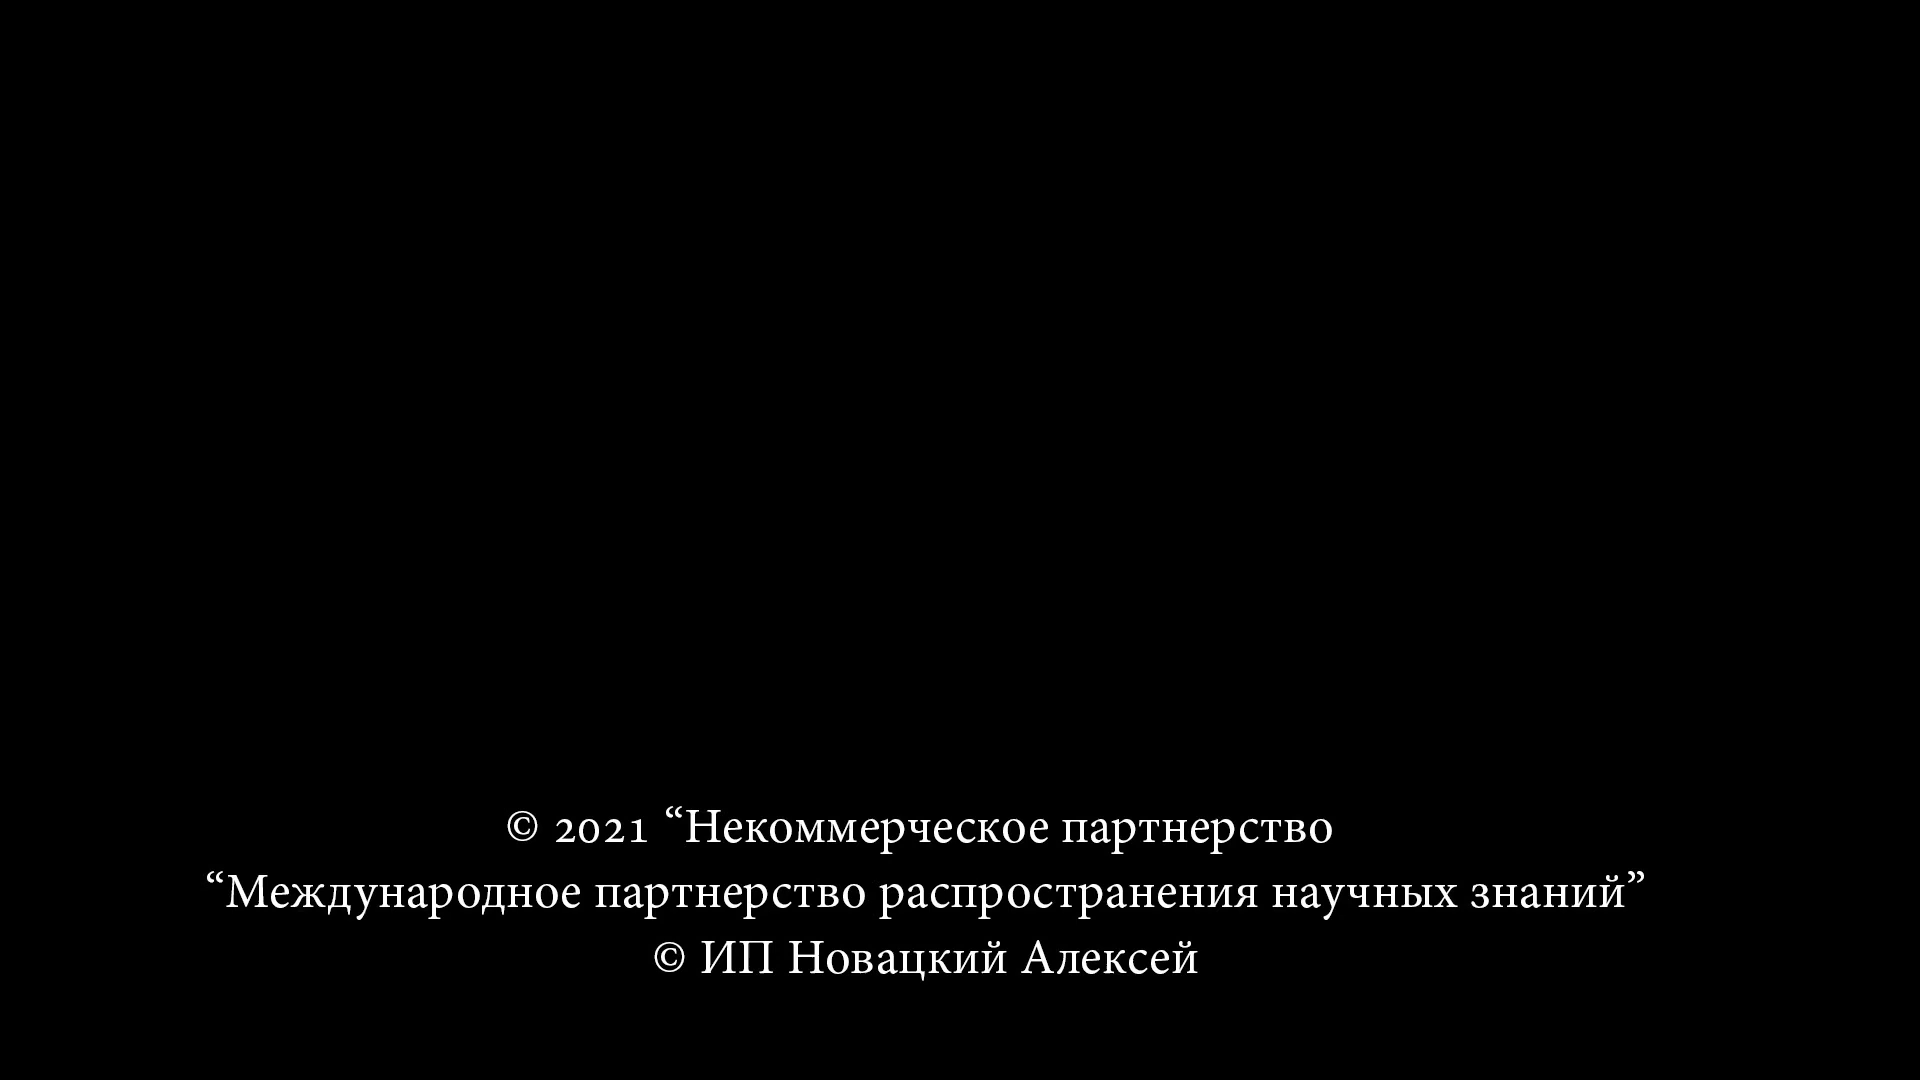 © 2021 “Некоммерческое партнерство
“Международное партнерство распространения научных знаний”
© ИП Новацкий Алексей